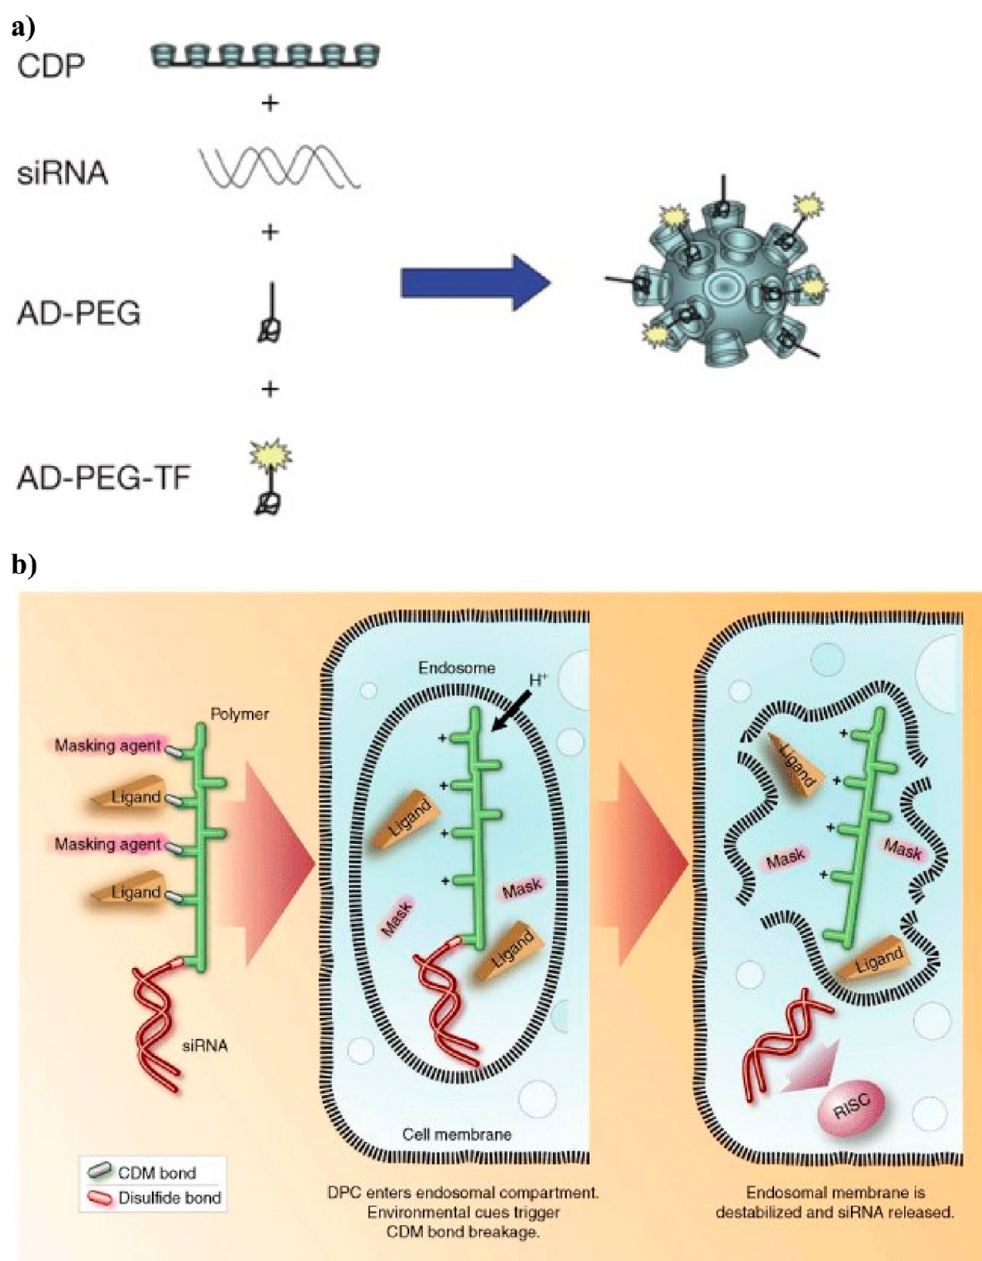 a)
CDP
+
siRNA
+
AD-PEG
+
AD-PEG-TF
b)
Polymer
Masking agent
Ligand
Masking agent
Ligand
siRNA
CDM bond
Disulfide bond
Endosome
H⁺
+
+
+
+
Ligand
Mask
Mask
Ligand
Cell membrane
DPC enters endosomal compartment.
Environmental cues trigger
CDM bond breakage.
Ligand
+
+
+
+
Mask
Mask
Ligand
RISC
Endosomal membrane is
destabilized and siRNA released.